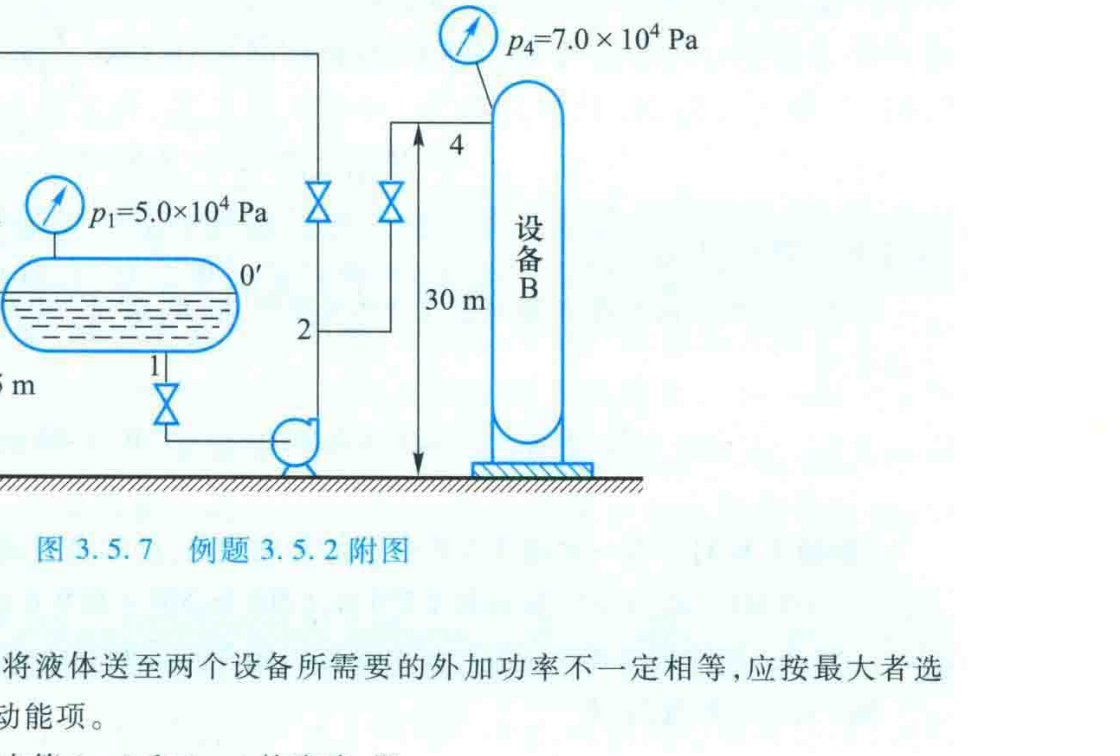 p₄=7.0×10⁴ Pa
4
p₁=5.0×10⁴ Pa
0′
设备B
30 m
2
1
m
图 3.5.7 例题 3.5.2 附图
将液体送至两个设备所需要的外加功率不一定相等,应按最大者选
动能项。